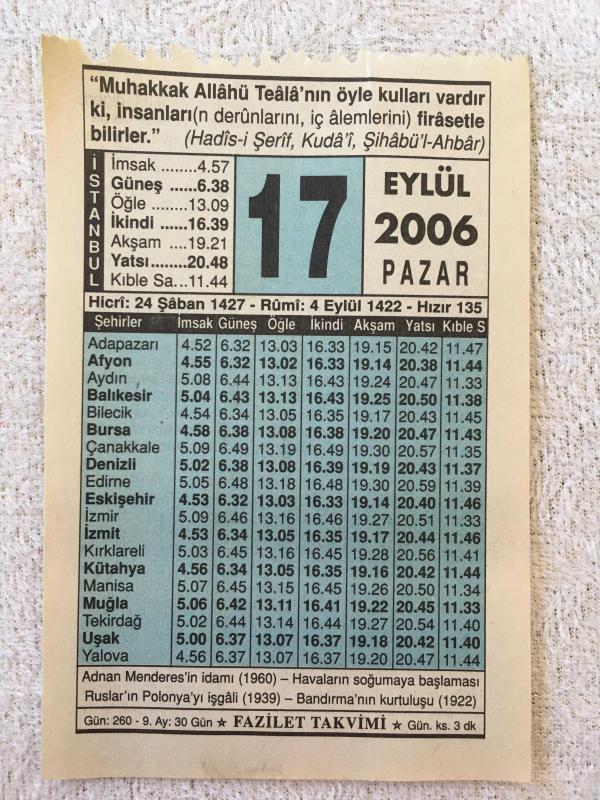 “Muhakkak Allâhü Teâlâ’nın öyle kulları vardır
ki, insanları(n derûnlarını, iç âlemlerini) firâsetle
bilirler.” (Hadîs-i Şerîf, Kudâ’î, Şihâbü’l-Ahbâr)
İSTANBUL
İmsak ........4.57
Güneş ......6.38
Öğle ........13.09
İkindi ......16.39
Akşam ....19.21
Yatsı........20.48
Kıble Sa...11.44
17
EYLÜL
2006
PAZAR
Hicrî: 24 Şâban 1427 - Rûmî: 4 Eylül 1422 - Hızır 135
Şehirler İmsak Güneş Öğle İkindi Akşam Yatsı Kıble S
Adapazarı 4.52 6.32 13.03 16.33 19.15 20.42 11.47
Afyon 4.55 6.32 13.02 16.33 19.14 20.38 11.44
Aydın 5.08 6.44 13.13 16.43 19.24 20.47 11.33
Balıkesir 5.04 6.43 13.13 16.43 19.25 20.50 11.38
Bilecik 4.54 6.34 13.05 16.35 19.17 20.43 11.45
Bursa 4.58 6.38 13.08 16.38 19.20 20.47 11.43
Çanakkale 5.09 6.49 13.19 16.49 19.30 20.57 11.35
Denizli 5.02 6.38 13.08 16.39 19.19 20.43 11.37
Edirne 5.05 6.48 13.18 16.48 19.30 20.59 11.39
Eskişehir 4.53 6.32 13.03 16.33 19.14 20.40 11.46
İzmir 5.09 6.46 13.16 16.46 19.27 20.51 11.33
İzmit 4.53 6.34 13.05 16.35 19.17 20.44 11.46
Kırklareli 5.03 6.45 13.16 16.45 19.28 20.56 11.41
Kütahya 4.56 6.34 13.05 16.35 19.16 20.42 11.44
Manisa 5.07 6.45 13.15 16.45 19.26 20.50 11.34
Muğla 5.06 6.42 13.11 16.41 19.22 20.45 11.33
Tekirdağ 5.02 6.44 13.14 16.44 19.27 20.54 11.40
Uşak 5.00 6.37 13.07 16.37 19.18 20.42 11.40
Yalova 4.56 6.37 13.07 16.37 19.20 20.47 11.44
Adnan Menderes’in idamı (1960) – Havaların soğumaya başlaması
Ruslar’ın Polonya’yı işgâli (1939) – Bandırma’nın kurtuluşu (1922)
Gün: 260 - 9. Ay: 30 Gün ★ FAZİLET TAKVİMİ ★ Gün. ks. 3 dk